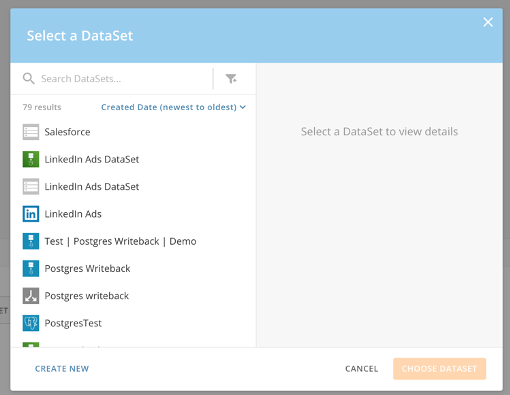 Select a DataSet
Search DataSets...
79 results Created Date (newest to oldest)
Select a DataSet to view details
Salesforce
LinkedIn Ads DataSet
LinkedIn Ads DataSet
in LinkedIn Ads
Test | Postgres Writeback | Demo
Postgres Writeback
Postgres writeback
ET
PostgresTest
CREATE NEW CANCEL CHOOSE DATASET